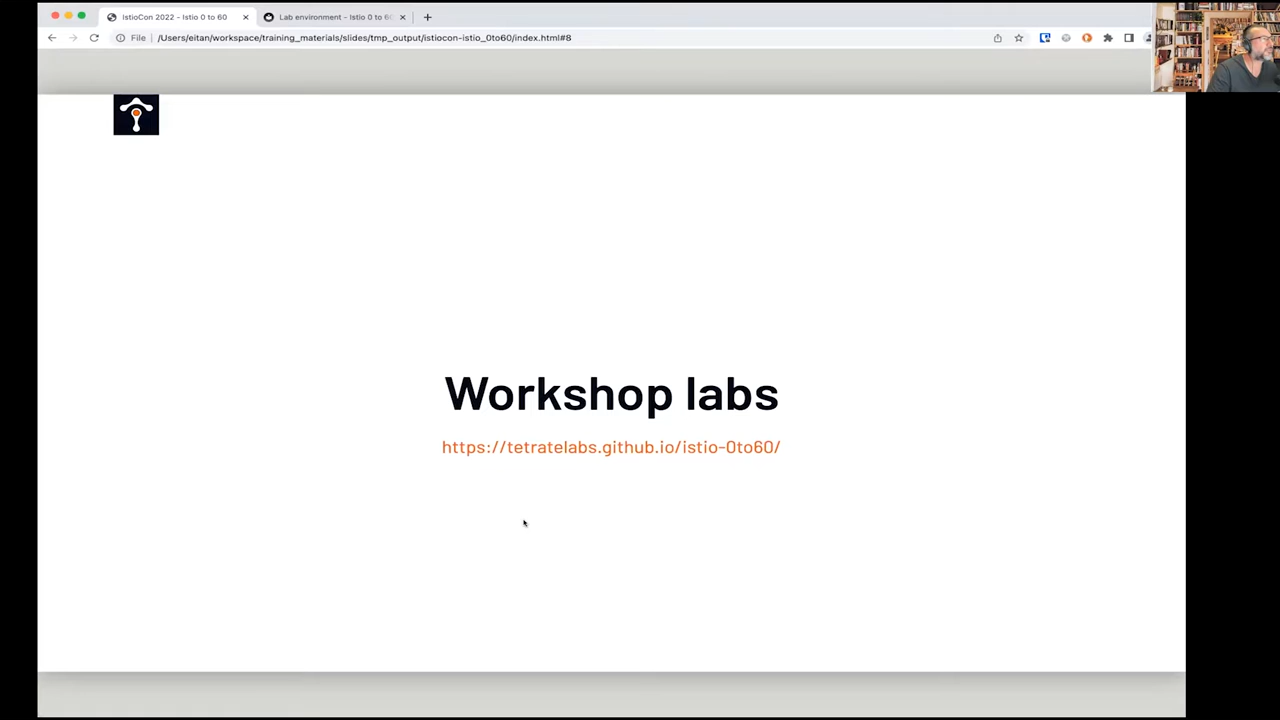 IstioCon 2022 - Istio 0 to 60
Lab environment - Istio 0 to 60
File
/Users/eitan/workspace/training_materials/slides/tmp_output/istiocon-istio_0to60/index.html#8
Workshop labs
https://tetratelabs.github.io/istio-0to60/